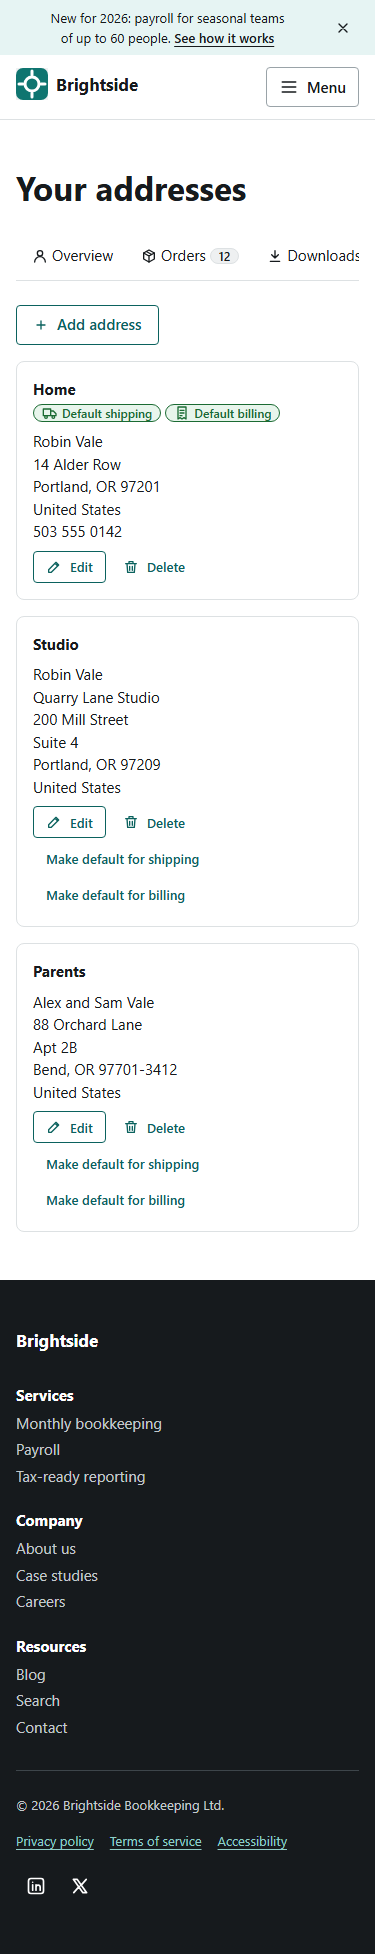 New for 2026: payroll for seasonal teams
of up to 60 people. See how it works
Brightside
Menu
Your addresses
Overview
Orders 12
Downloads
Add address
Home
Default shipping
Default billing
Robin Vale
14 Alder Row
Portland, OR 97201
United States
503 555 0142
Edit
Delete
Studio
Robin Vale
Quarry Lane Studio
200 Mill Street
Suite 4
Portland, OR 97209
United States
Edit
Delete
Make default for shipping
Make default for billing
Parents
Alex and Sam Vale
88 Orchard Lane
Apt 2B
Bend, OR 97701-3412
United States
Edit
Delete
Make default for shipping
Make default for billing
Brightside
Services
Monthly bookkeeping
Payroll
Tax-ready reporting
Company
About us
Case studies
Careers
Resources
Blog
Search
Contact
© 2026 Brightside Bookkeeping Ltd.
Privacy policy
Terms of service
Accessibility